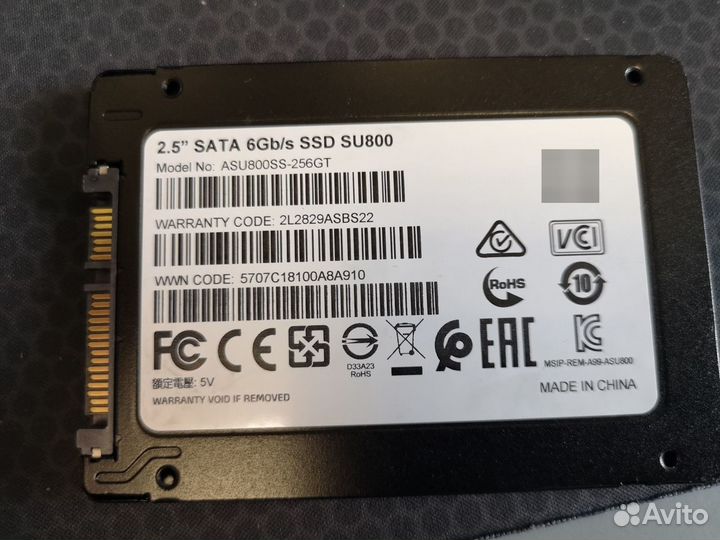 2.5” SATA 6Gb/s SSD SU800
Model No: ASU800SS-256GT
WARRANTY CODE: 2L2829ASBS22
WWN CODE: 5707C18100A8A910
VCI
RoHS
10
FC CE EAC
D33A23
RoHS
MSIP-REM-A99-ASU800
額定電壓: 5V
MADE IN CHINA
WARRANTY VOID IF REMOVED
Avito